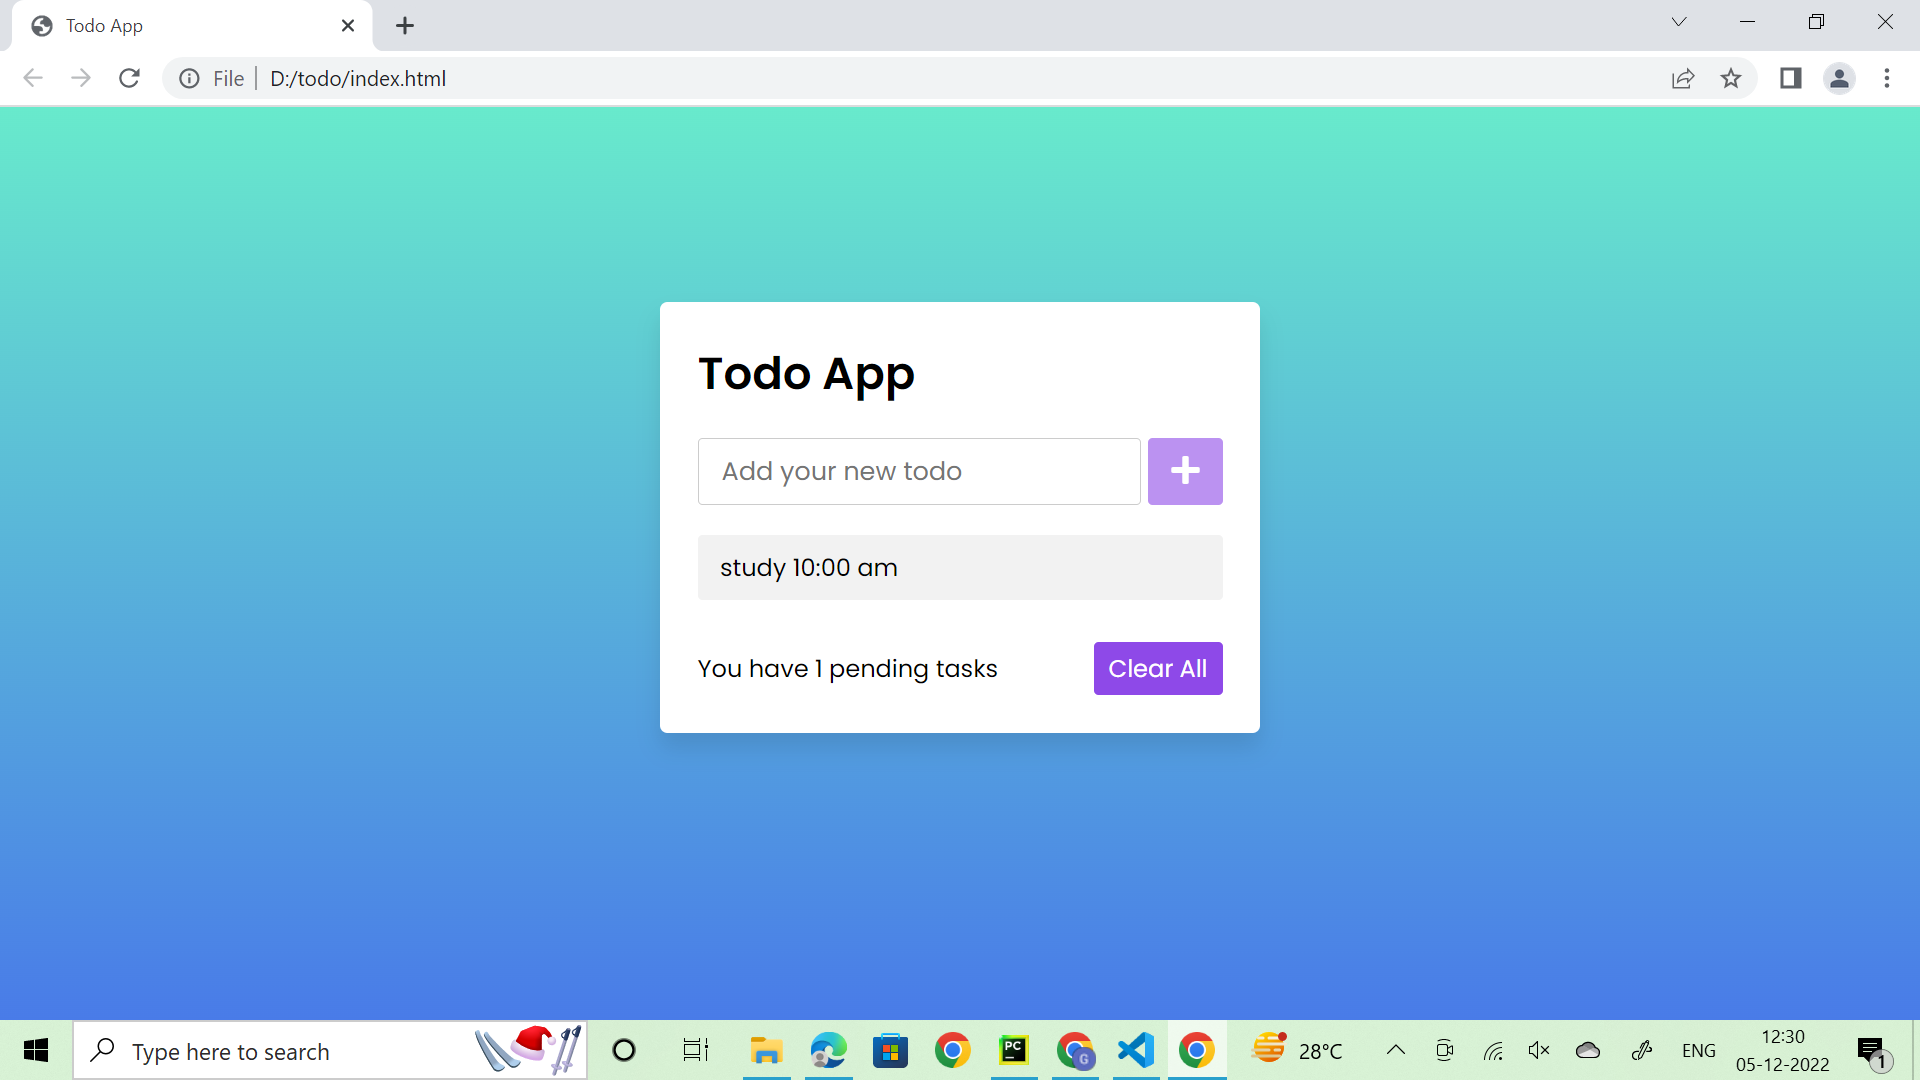 Todo App
File
D:/todo/index.html
Todo App
Add your new todo
study 10:00 am
You have 1 pending tasks
Clear All
Type here to search
PC
G
28°C
ENG
12:30
05-12-2022
1